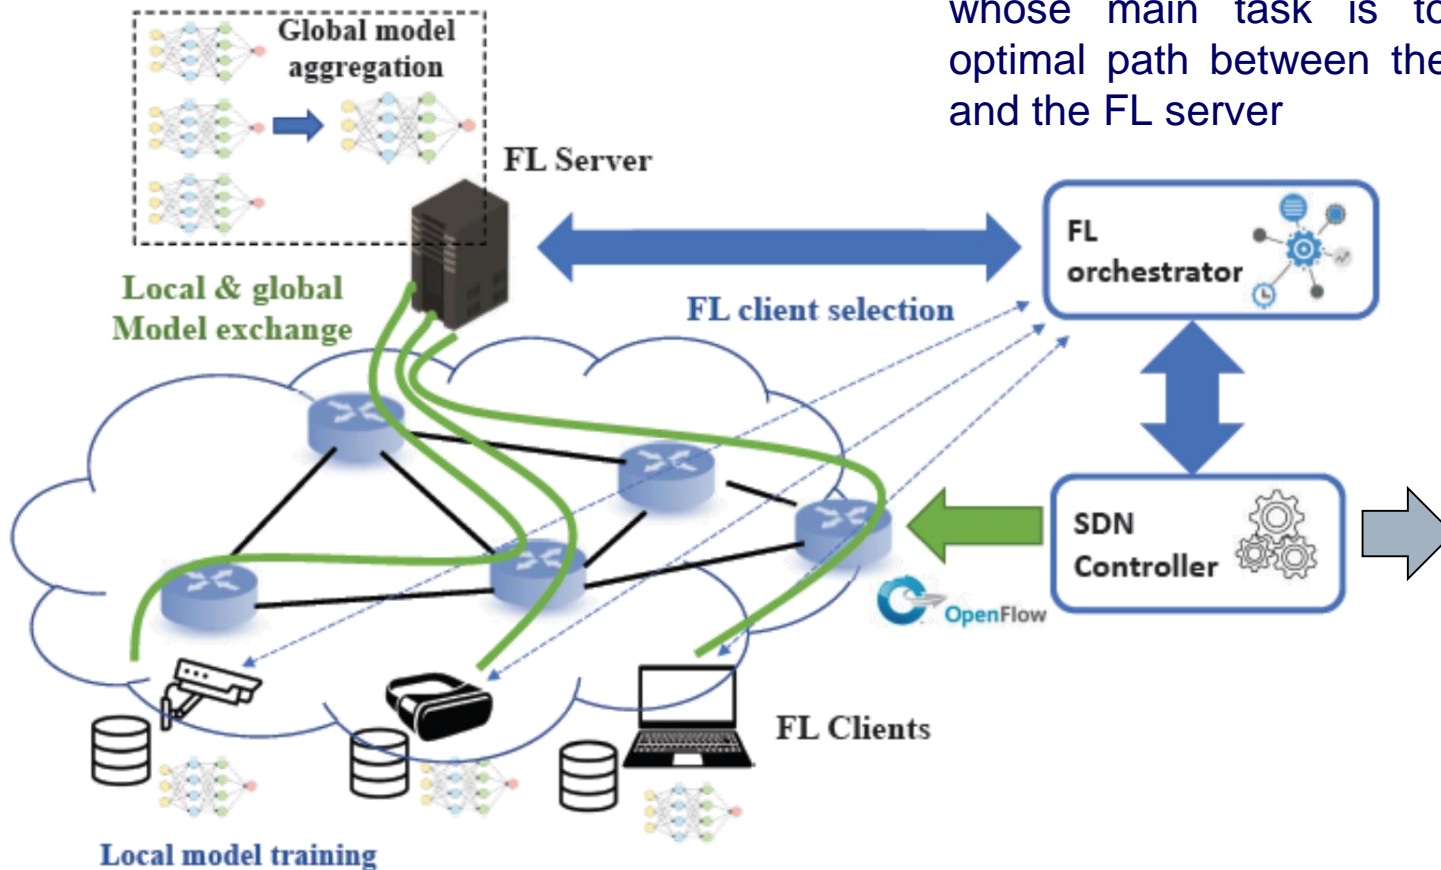 whose main task is to
optimal path between the
and the FL server
Global model
aggregation
FL Server
FL
orchestrator
Local & global
Model exchange
FL client selection
SDN
Controller
OpenFlow
FL Clients
Local model training